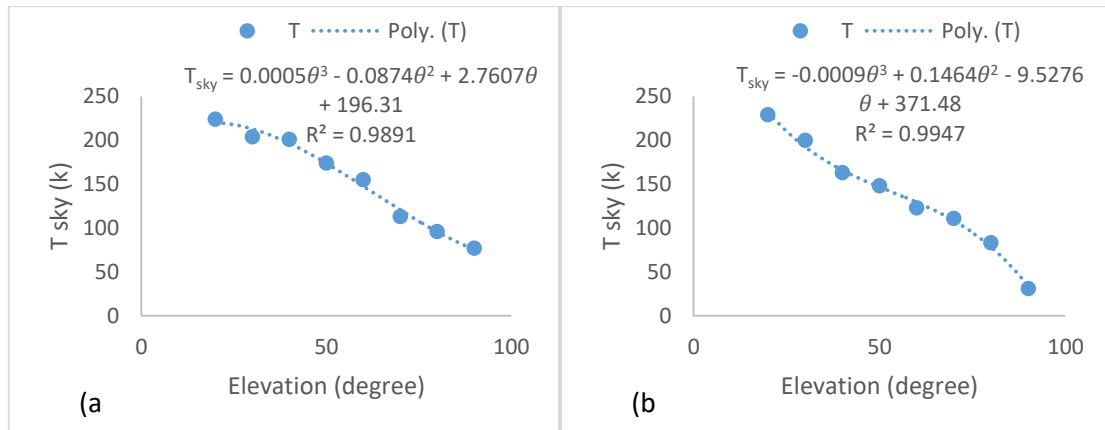 T Poly. (T)
T_sky = 0.0005θ³ - 0.0874θ² + 2.7607θ
+ 196.31
R² = 0.9891
250
200
150
100
50
0
0 50 100
T sky (k)
Elevation (degree)
(a
T Poly. (T)
T_sky = -0.0009θ³ + 0.1464θ² - 9.5276
θ + 371.48
R² = 0.9947
250
200
150
100
50
0
0 50 100
T sky (k)
Elevation (degree)
(b